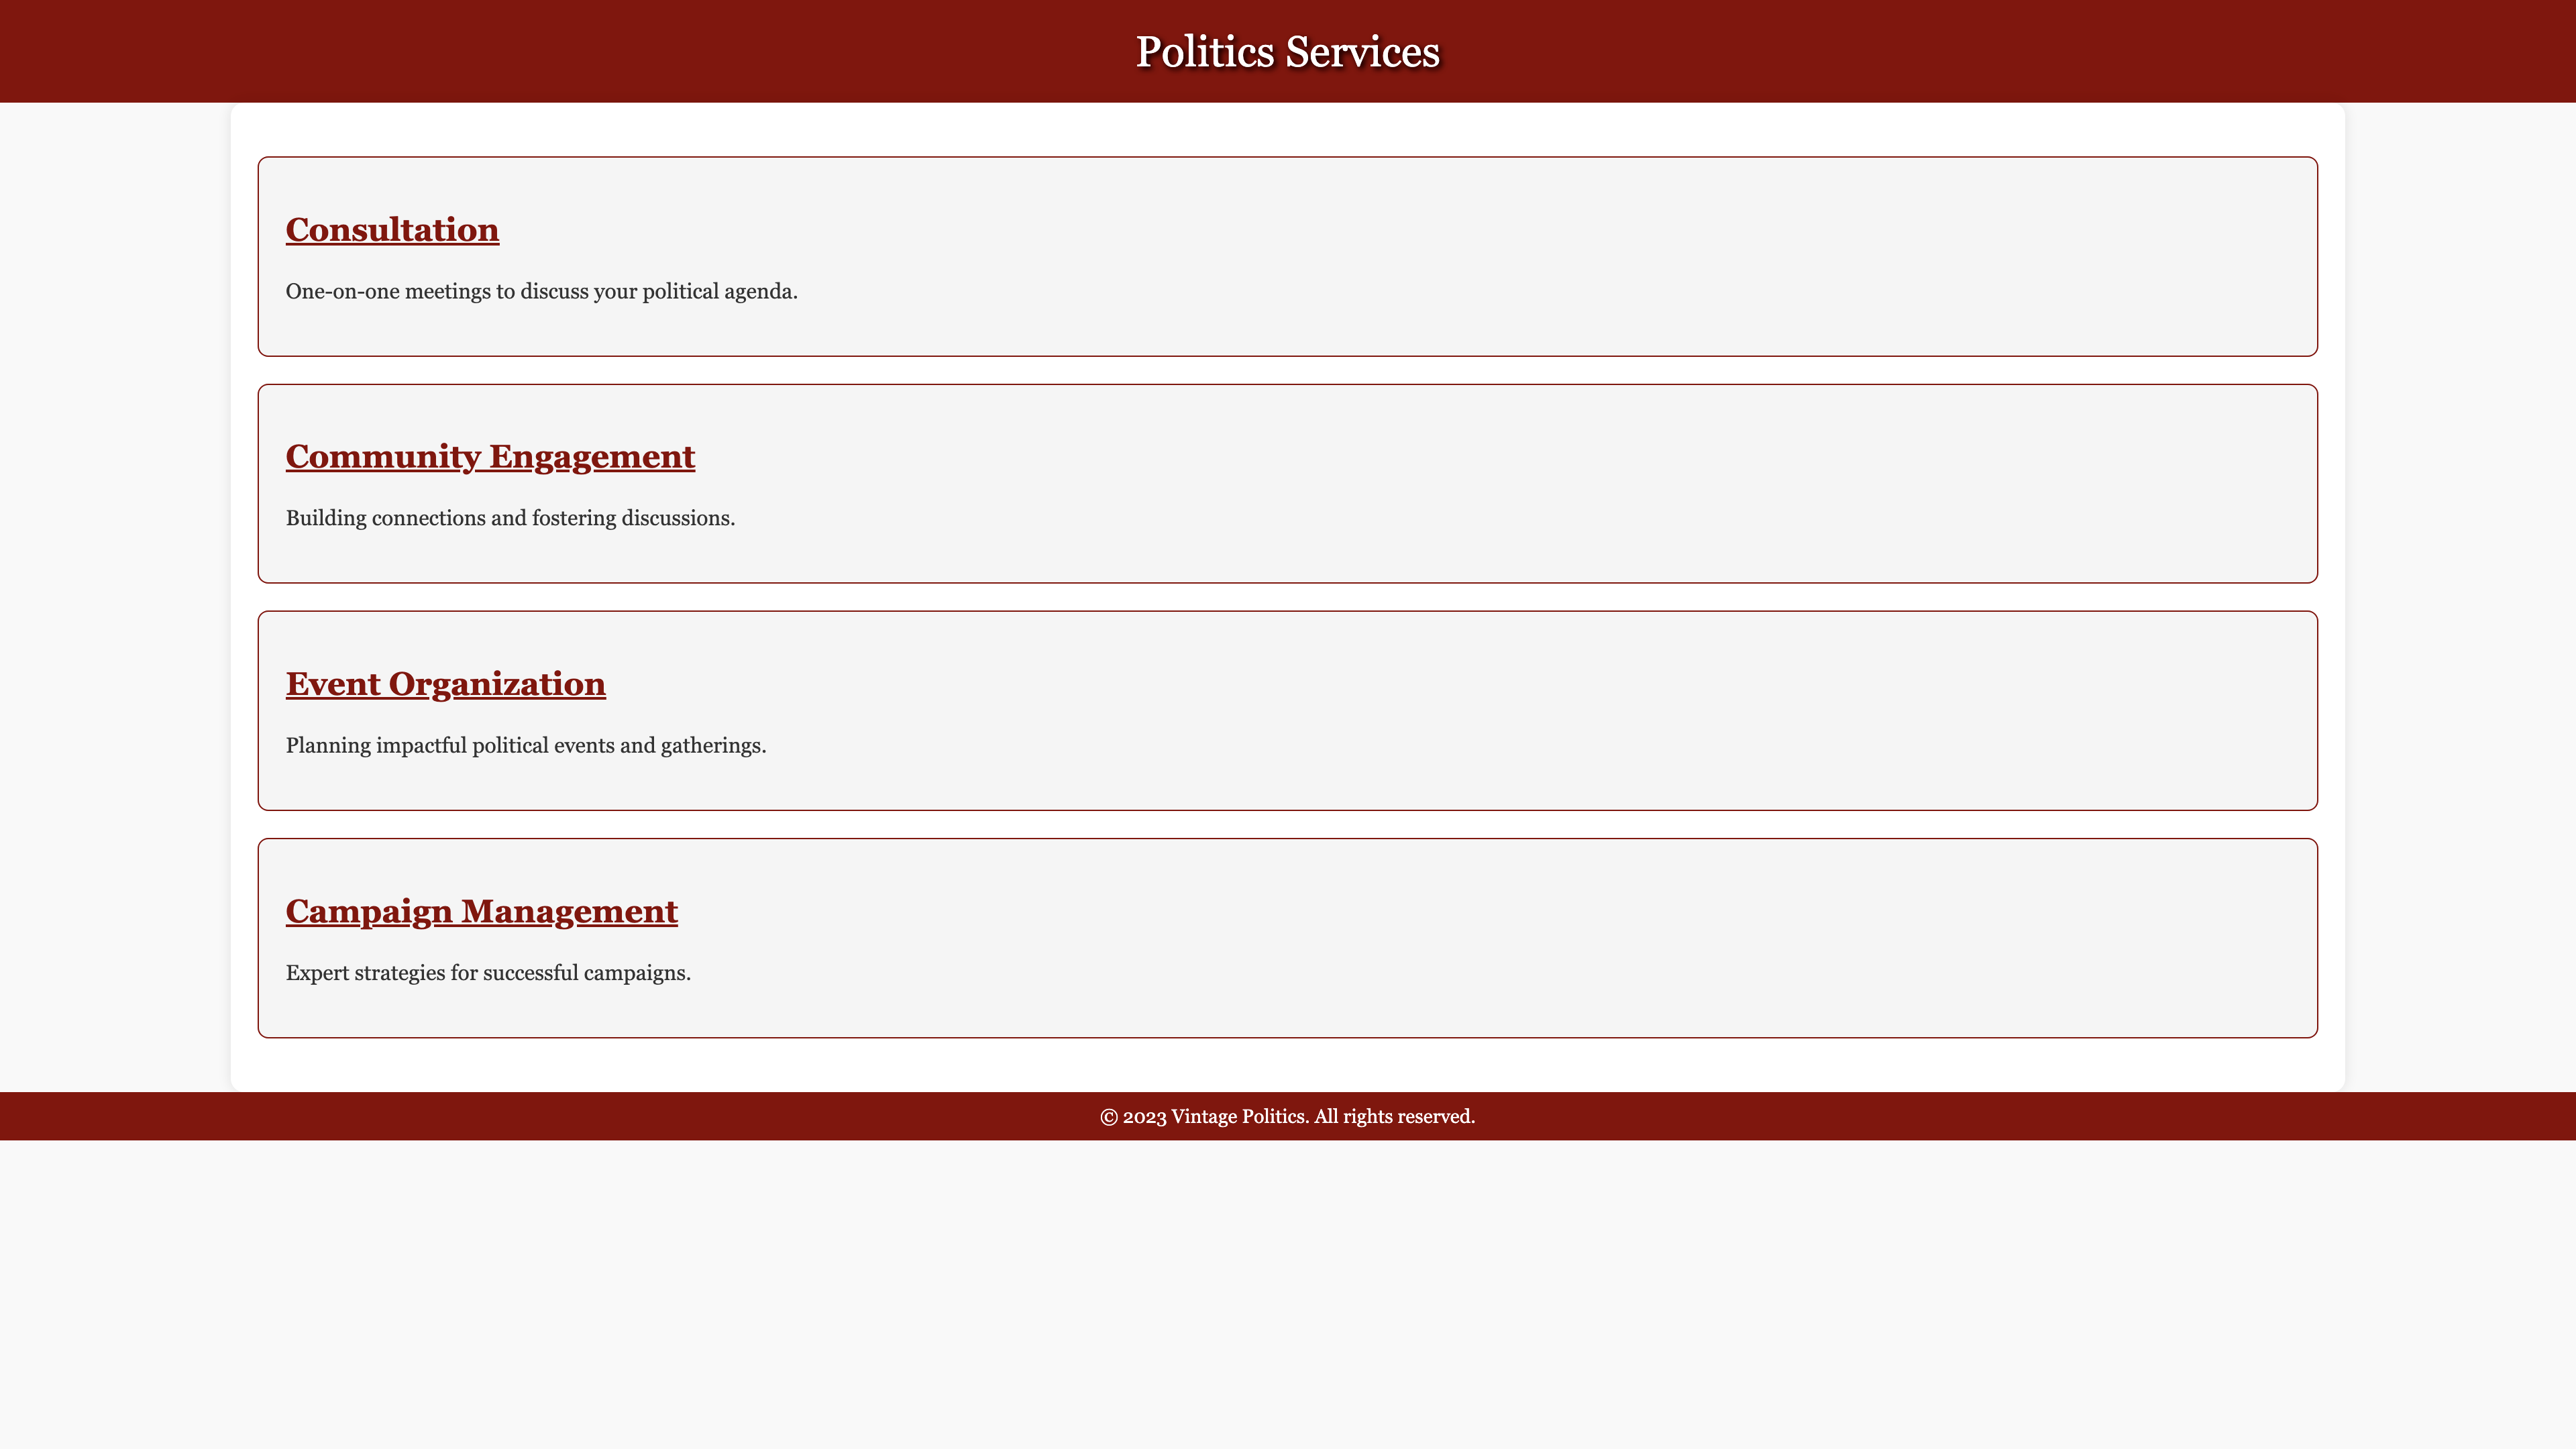 Politics Services
Consultation
One-on-one meetings to discuss your political agenda.
Community Engagement
Building connections and fostering discussions.
Event Organization
Planning impactful political events and gatherings.
Campaign Management
Expert strategies for successful campaigns.
© 2023 Vintage Politics. All rights reserved.